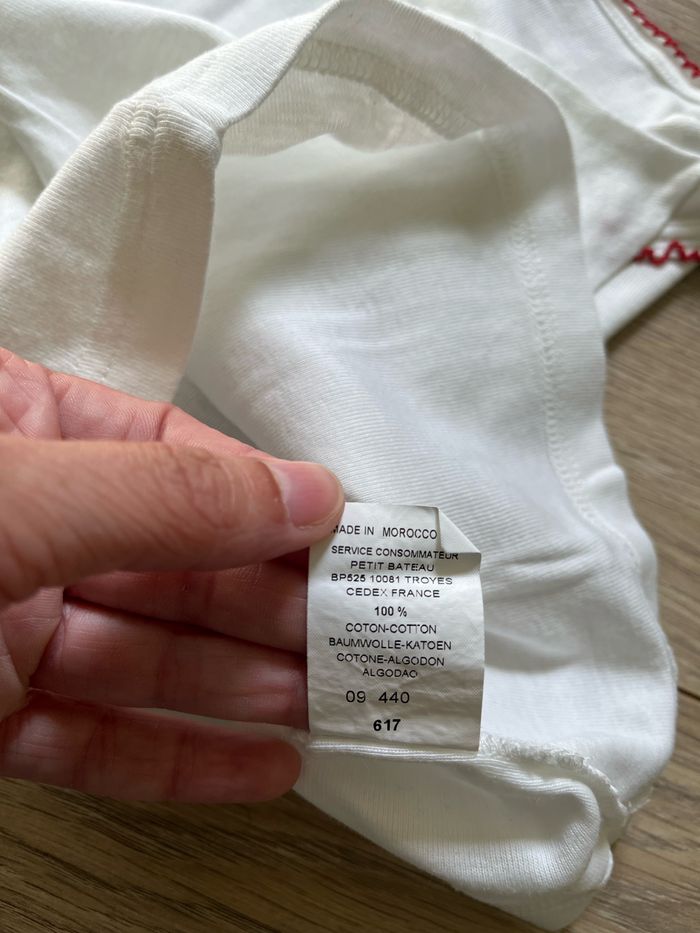 MADE IN MOROCCO
SERVICE CONSOMMATEUR
PETIT BATEAU
BP525 10081 TROYES
CEDEX FRANCE
100 %
COTON-COTTON
BAUMWOLLE-KATOEN
COTONE-ALGODON
ALGODAO
09 440
617